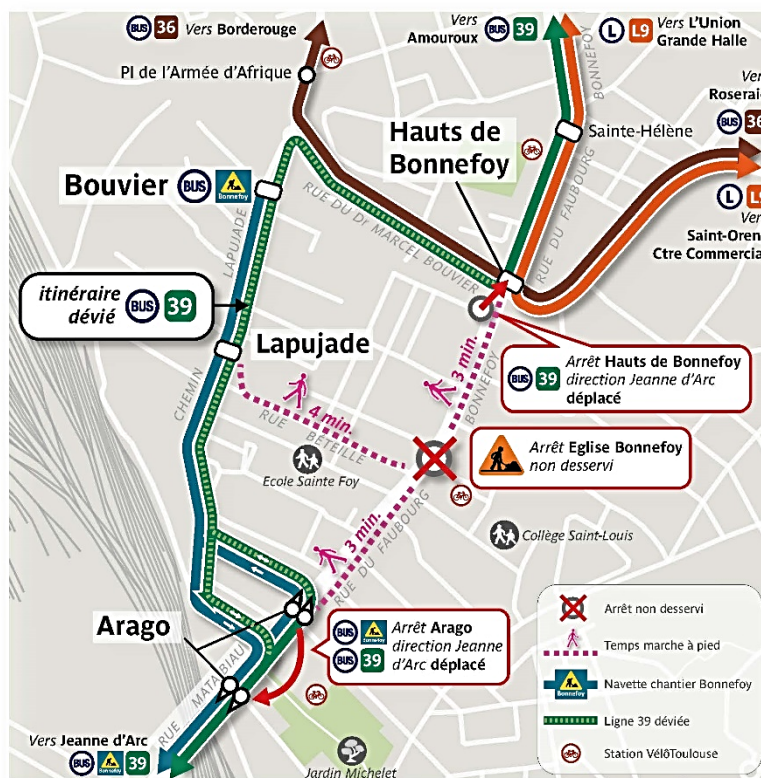 BUS 36 Vers Borderouge
Pl de l'Armée d'Afrique
Vers
Amouroux
BUS 39
L L9 Vers L'Union
Grande Halle
BONNEFOY
Sainte-Hélène
Hauts de
Bonnefoy
RUE DU FAUBOURG
Roseraie
BUS 36
L
Vers
Saint-Orens
Ctre Commercial
Bouvier BUS Bonnefoy
RUE DU Dr MARCEL BOUVIER
LAPUJADE
itinéraire
dévié BUS 39
Lapujade
CHEMIN
3 min.
BONNEFOY
Arrêt Hauts de Bonnefoy
BUS 39 direction Jeanne d'Arc
déplacé
4 min.
RUE BÉTEILLE
Arrêt Eglise Bonnefoy
non desservi
Ecole Sainte Foy
3 min.
RUE DU FAUBOURG
Collège Saint-Louis
Arago
BUS Bonnefoy Arrêt Arago
direction Jeanne
BUS 39 d'Arc déplacé
RUE MATABIAU
Vers Jeanne d'Arc
BUS Bonnefoy 39
Jardin Michelet
Arrêt non desservi
Temps marche à pied
Bonnefoy Navette chantier Bonnefoy
Ligne 39 déviée
Station VélôToulouse